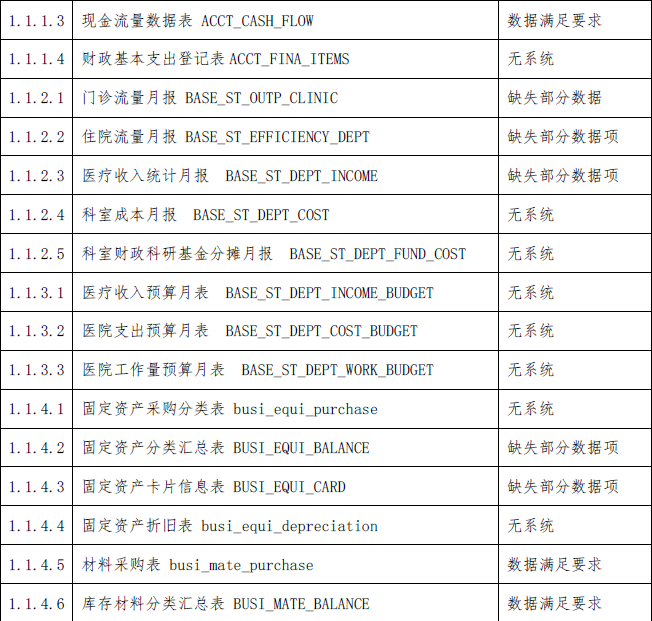 1.1.1.3 现金流量数据表 ACCT_CASH_FLOW 数据满足要求
1.1.1.4 财政基本支出登记表 ACCT_FINA_ITEMS 无系统
1.1.2.1 门诊流量月报 BASE_ST_OUTP_CLINIC 缺失部分数据
1.1.2.2 住院流量月报 BASE_ST_EFFICIENCY_DEPT 缺失部分数据项
1.1.2.3 医疗收入统计月报 BASE_ST_DEPT_INCOME 缺失部分数据项
1.1.2.4 科室成本月报 BASE_ST_DEPT_COST 无系统
1.1.2.5 科室财政科研基金分摊月报 BASE_ST_DEPT_FUND_COST 无系统
1.1.3.1 医疗收入预算月表 BASE_ST_DEPT_INCOME_BUDGET 无系统
1.1.3.2 医院支出预算月表 BASE_ST_DEPT_COST_BUDGET 无系统
1.1.3.3 医院工作量预算月表 BASE_ST_DEPT_WORK_BUDGET 无系统
1.1.4.1 固定资产采购分类表 busi_equi_purchase 无系统
1.1.4.2 固定资产分类汇总表 BUSI_EQUI_BALANCE 缺失部分数据项
1.1.4.3 固定资产卡片信息表 BUSI_EQUI_CARD 缺失部分数据项
1.1.4.4 固定资产折旧表 busi_equi_depreciation 无系统
1.1.4.5 材料采购表 busi_mate_purchase 数据满足要求
1.1.4.6 库存材料分类汇总表 BUSI_MATE_BALANCE 数据满足要求